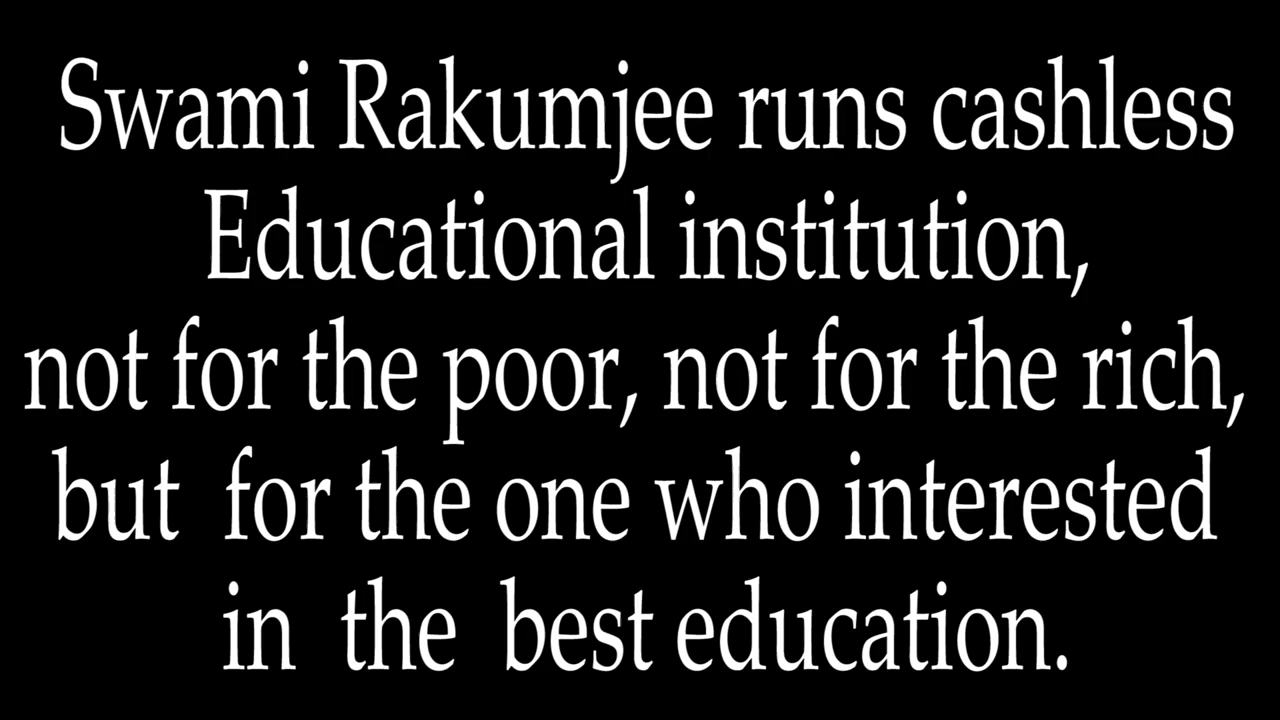 Swami Rakumjee runs cashless
Educational institution,
not for the poor, not for the rich,
but for the one who interested
in the best education.